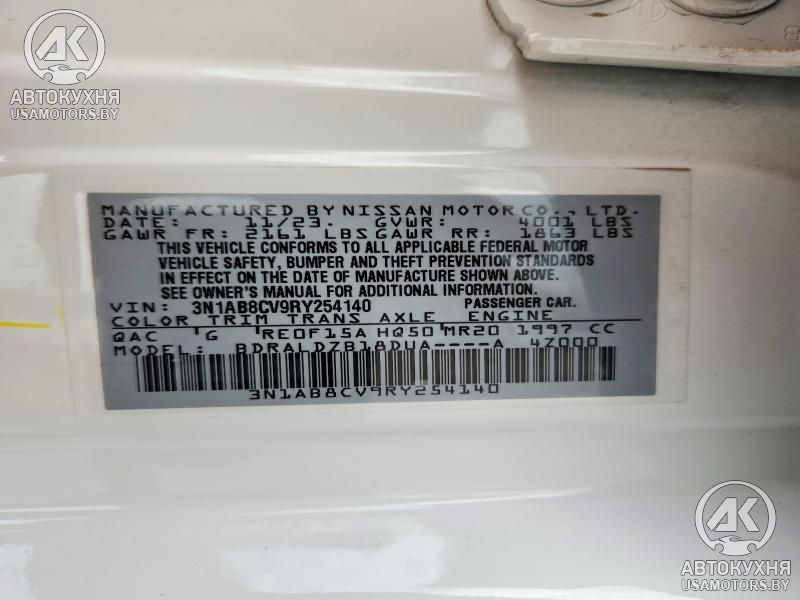 АК
АВТОКУХНЯ
USAMOTORS.BY
MANUFACTURED BY NISSAN MOTOR CO., LTD.
DATE: 11/23. GVWR: 4001 LBS
GAWR FR: 2161 LBS GAWR RR: 1863 LBS
THIS VEHICLE CONFORMS TO ALL APPLICABLE FEDERAL MOTOR
VEHICLE SAFETY, BUMPER AND THEFT PREVENTION STANDARDS
IN EFFECT ON THE DATE OF MANUFACTURE SHOWN ABOVE.
SEE OWNER'S MANUAL FOR ADDITIONAL INFORMATION.
VIN: 3N1AB8CV9RY254140 PASSENGER CAR.
COLOR TRIM TRANS AXLE ENGINE
QAC G RE0F15A HQ50 MR20 1997 CC
MODEL: BDRALDZB18DUA----A 4Z000
3N1AB8CV9RY254140
АК
АВТОКУХНЯ
USAMOTORS.BY